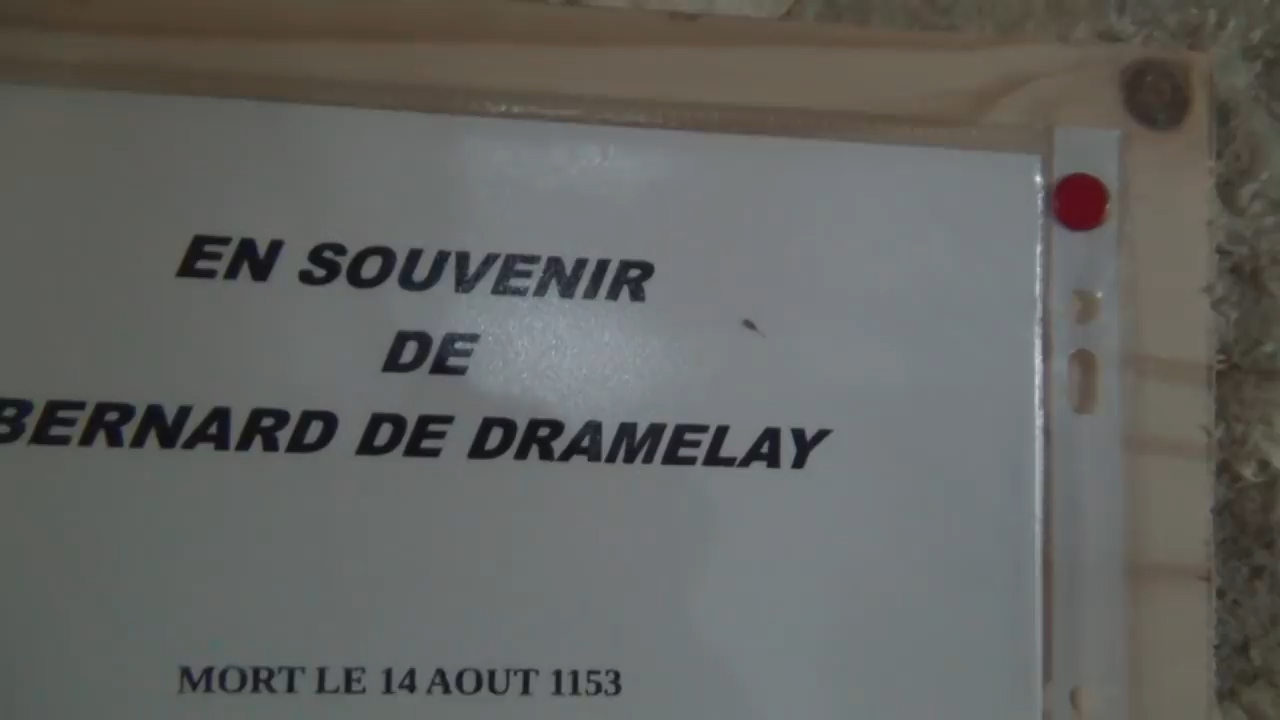 EN SOUVENIR
DE
BERNARD DE DRAMELAY
MORT LE 14 AOUT 1153